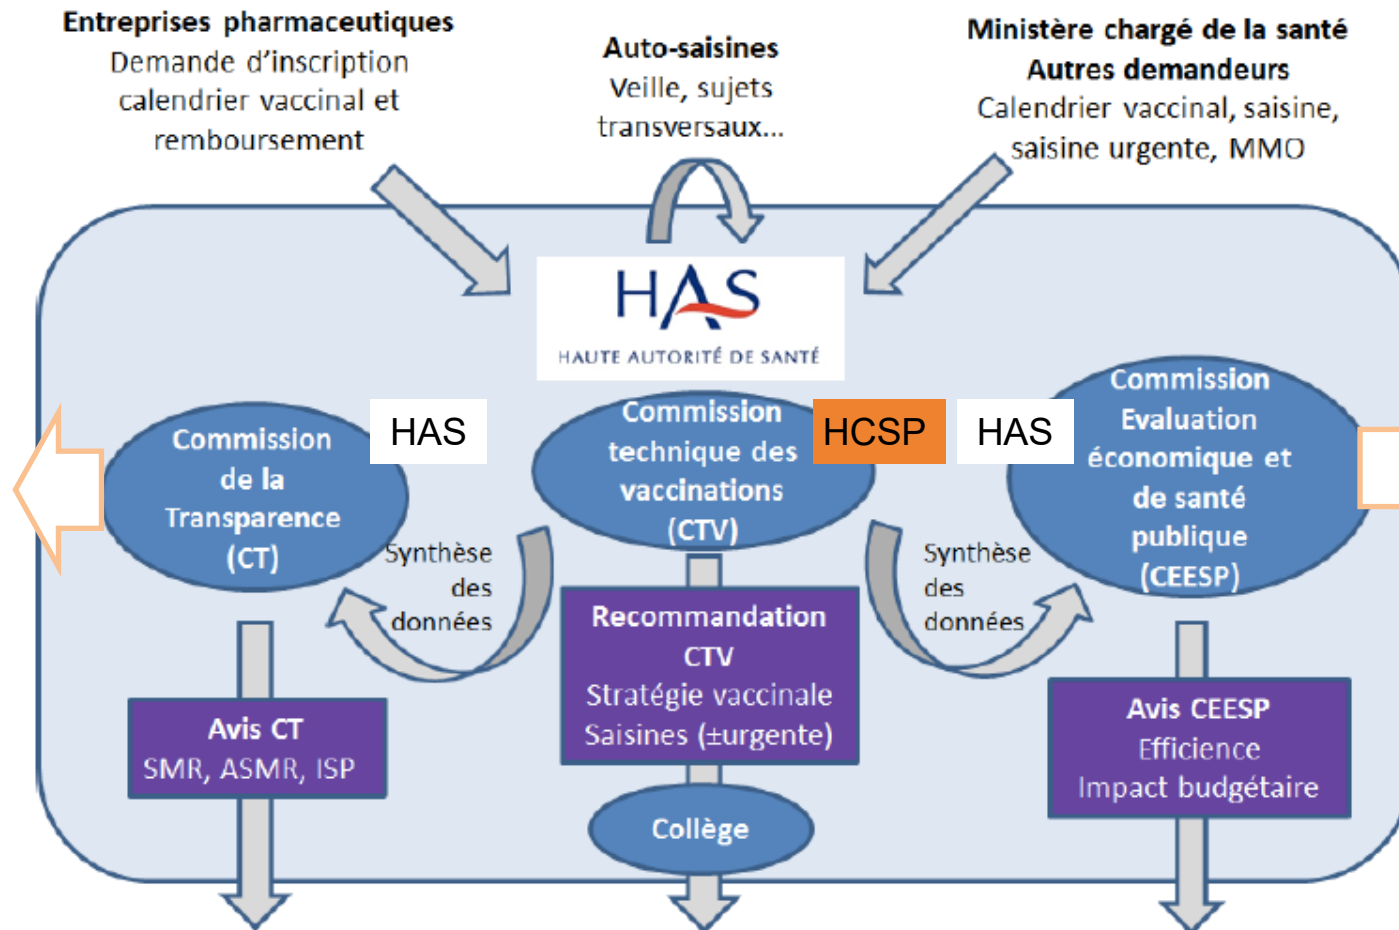 Entreprises pharmaceutiques
Demande d'inscription
calendrier vaccinal et
remboursement
Auto-saisines
Veille, sujets
transversaux...
Ministère chargé de la santé
Autres demandeurs
Calendrier vaccinal, saisine,
saisine urgente, MMO
HAS
HAUTE AUTORITÉ DE SANTÉ
Commission
de la
Transparence
(CT)
HAS
Commission
technique des
vaccinations
(CTV)
HCSP
HAS
Commission
Evaluation
économique et
de santé
publique
(CEESP)
Synthèse
des
données
Synthèse
des
données
Avis CT
SMR, ASMR, ISP
Recommandation
CTV
Stratégie vaccinale
Saisines (±urgente)
Avis CEESP
Efficience
Impact budgétaire
Collège